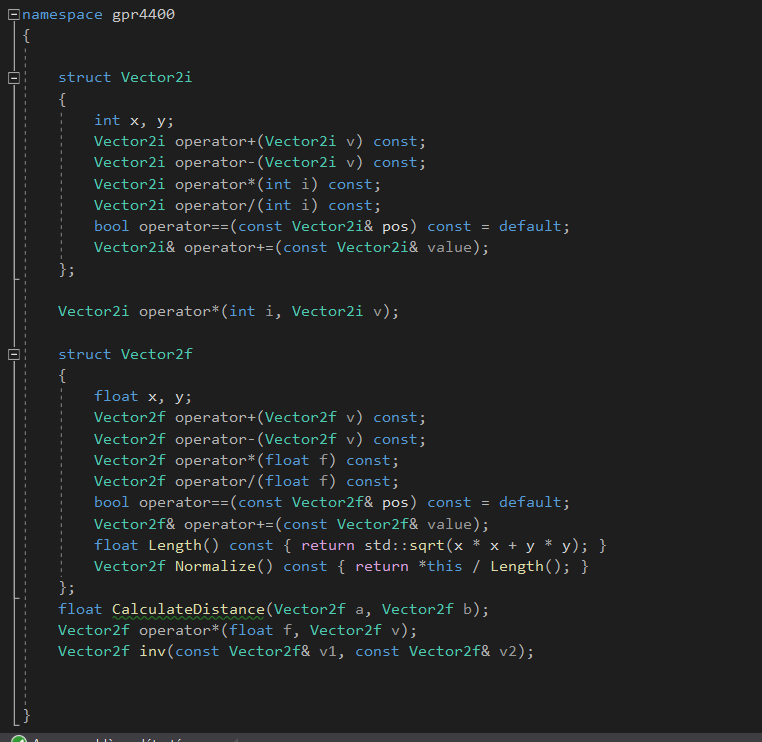 namespace gpr4400
{
struct Vector2i
{
int x, y;
Vector2i operator+(Vector2i v) const;
Vector2i operator-(Vector2i v) const;
Vector2i operator*(int i) const;
Vector2i operator/(int i) const;
bool operator==(const Vector2i& pos) const = default;
Vector2i& operator+=(const Vector2i& value);
};
Vector2i operator*(int i, Vector2i v);
struct Vector2f
{
float x, y;
Vector2f operator+(Vector2f v) const;
Vector2f operator-(Vector2f v) const;
Vector2f operator*(float f) const;
Vector2f operator/(float f) const;
bool operator==(const Vector2f& pos) const = default;
Vector2f& operator+=(const Vector2f& value);
float Length() const { return std::sqrt(x * x + y * y); }
Vector2f Normalize() const { return *this / Length(); }
};
float CalculateDistance(Vector2f a, Vector2f b);
Vector2f operator*(float f, Vector2f v);
Vector2f inv(const Vector2f& v1, const Vector2f& v2);
}